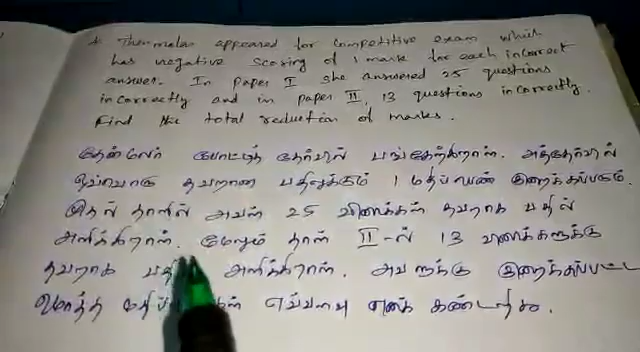 Thenmalar appeared for competitive exam which
has negative scoring of 1 mark for each incorrect
answer. In paper I she answered 25 questions
incorrectly and in paper II, 13 questions incorrectly.
Find the total reduction of marks.
தேன்மலர் போட்டித் தேர்வில் பங்கேற்கிறாள். அத்தேர்வில்
ஒவ்வொரு தவறான பதிலுக்கும் 1 மதிப்பெண் குறைக்கப்படும்.
முதல் தாளில் அவள் 25 வினாக்கள் தவறாக பதில்
அளிக்கிறாள். மேலும் தாள் II-ல் 13 வினாக்களுக்கு
தவறாக அளிக்கிறாள். அவளுக்கு குறைக்கப்பட்ட
மொத்த எவ்வளவு எனக் கண்டறிக.